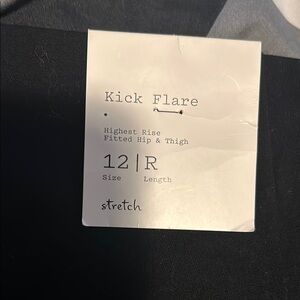 Kick Flare
Highest Rise
Fitted Hip & Thigh
12|R
Size Length
stretch